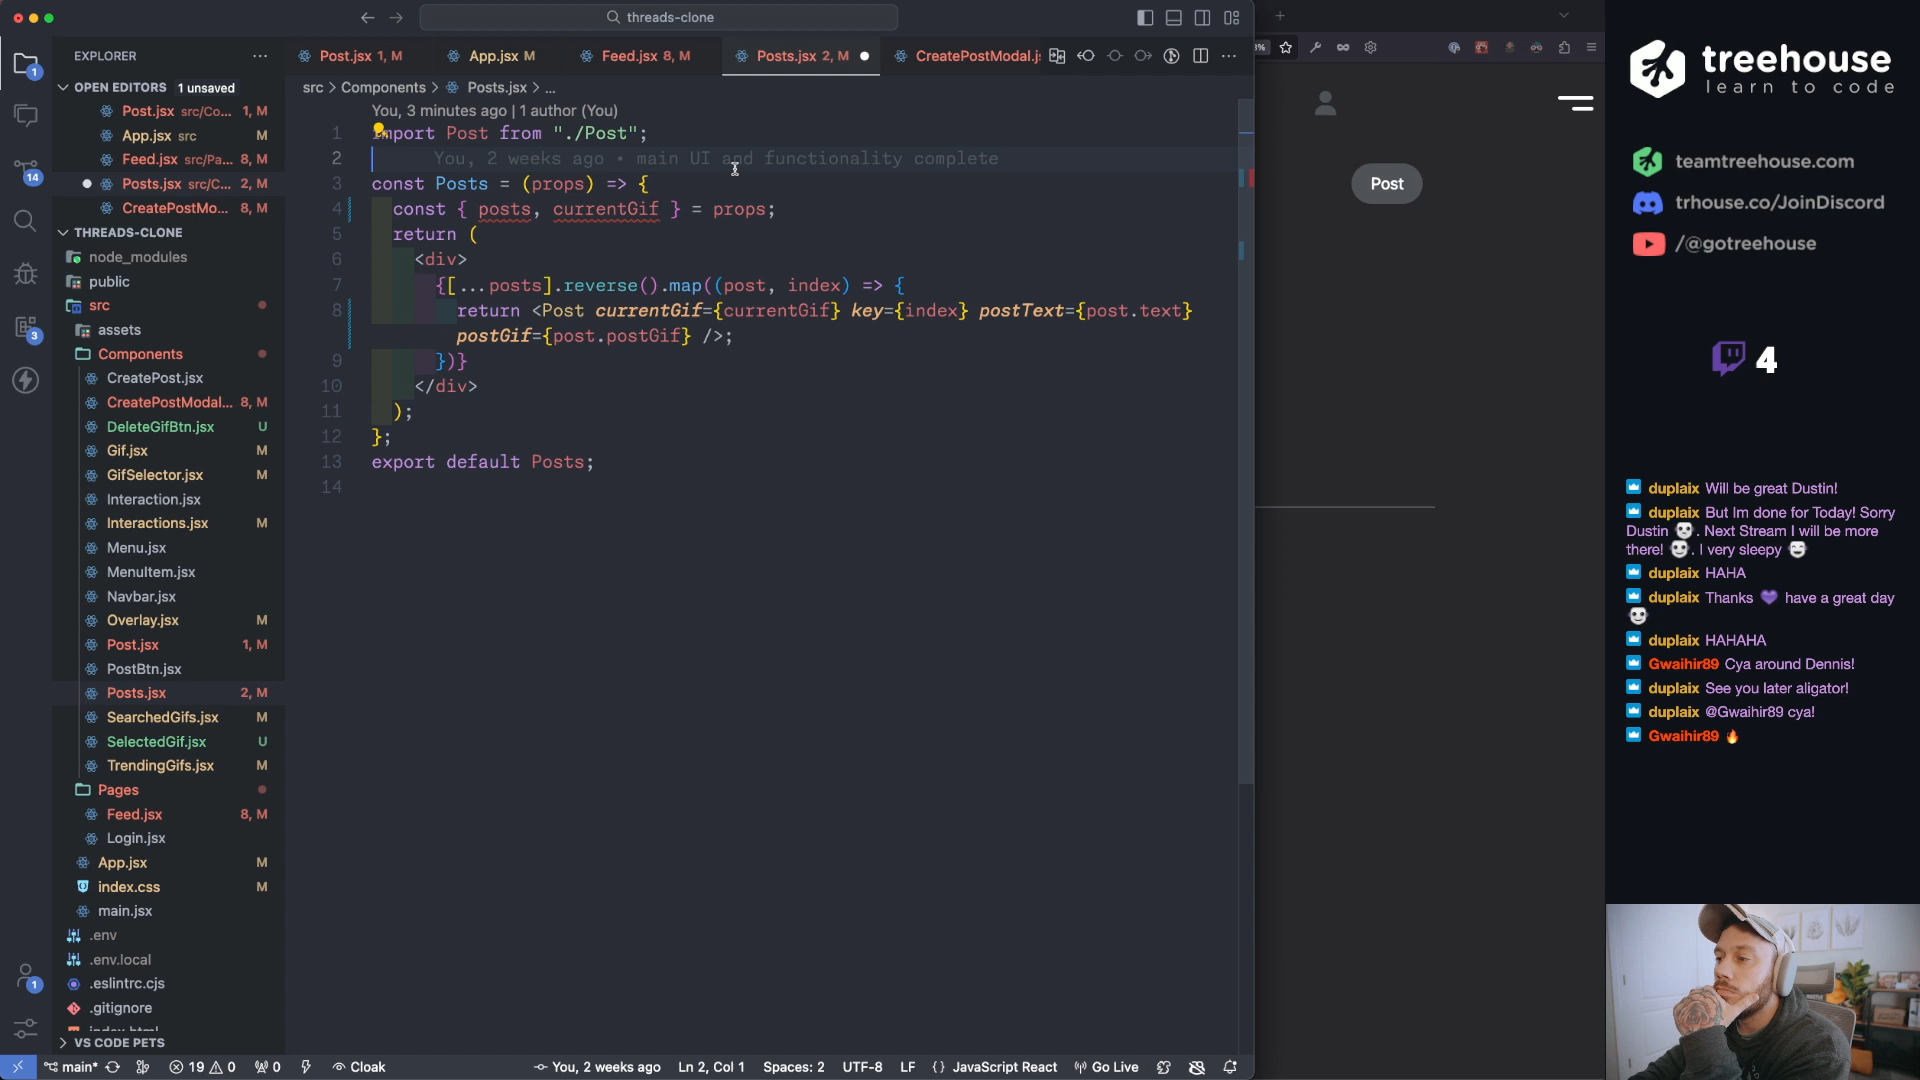 threads-clone
EXPLORER
Post.jsx 1, M
App.jsx M
Feed.jsx 8, M
Posts.jsx 2, M
CreatePostModal.js
OPEN EDITORS 1 unsaved
Post.jsx src/Co... 1, M
App.jsx src M
Feed.jsx src/Pa... 8, M
Posts.jsx src/C... 2, M
CreatePostMo... 8, M
THREADS-CLONE
node_modules
public
src
assets
Components
CreatePost.jsx
CreatePostModal... 8, M
DeleteGifBtn.jsx U
Gif.jsx M
GifSelector.jsx M
Interaction.jsx
Interactions.jsx M
Menu.jsx
MenuItem.jsx
Navbar.jsx
Overlay.jsx M
Post.jsx 1, M
PostBtn.jsx
Posts.jsx 2, M
SearchedGifs.jsx M
SelectedGif.jsx U
TrendingGifs.jsx M
Pages
Feed.jsx 8, M
Login.jsx
App.jsx M
index.css M
main.jsx
.env
.env.local
.eslintrc.cjs
.gitignore
index.html
VS CODE PETS
src > Components > Posts.jsx > ...
You, 3 minutes ago | 1 author (You)
1 import Post from "./Post";
2 You, 2 weeks ago • main UI and functionality complete
3 const Posts = (props) => {
4 const { posts, currentGif } = props;
5 return (
6 <div>
7 {[...posts].reverse().map((post, index) => {
8 return <Post currentGif={currentGif} key={index} postText={post.text}
postGif={post.postGif} />;
9 })}
10 </div>
11 );
12 };
13 export default Posts;
14
main*
19 0
0
Cloak
You, 2 weeks ago
Ln 2, Col 1
Spaces: 2
UTF-8
LF
{} JavaScript React
Go Live
1
14
3
1
Post
treehouse
learn to code
teamtreehouse.com
trhouse.co/JoinDiscord
/@gotreehouse
4
duplaix Will be great Dustin!
duplaix But Im done for Today! Sorry
Dustin . Next Stream I will be more
there! . I very sleepy
duplaix HAHA
duplaix Thanks 💜 have a great day
duplaix HAHAHA
Gwaihir89 Cya around Dennis!
duplaix See you later aligator!
duplaix @Gwaihir89 cya!
Gwaihir89 🔥